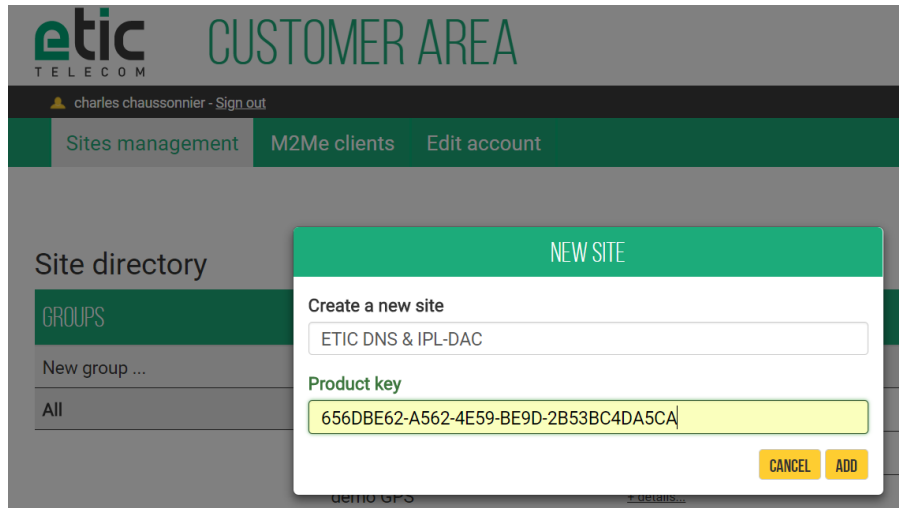 etic
TELECOM
CUSTOMER AREA
charles chaussonnier - Sign out
Sites management M2Me clients Edit account
Site directory
GROUPS
New group ...
All
NEW SITE
Create a new site
ETIC DNS & IPL-DAC
Product key
656DBE62-A562-4E59-BE9D-2B53BC4DA5CA
CANCEL ADD
demo GPS + details...